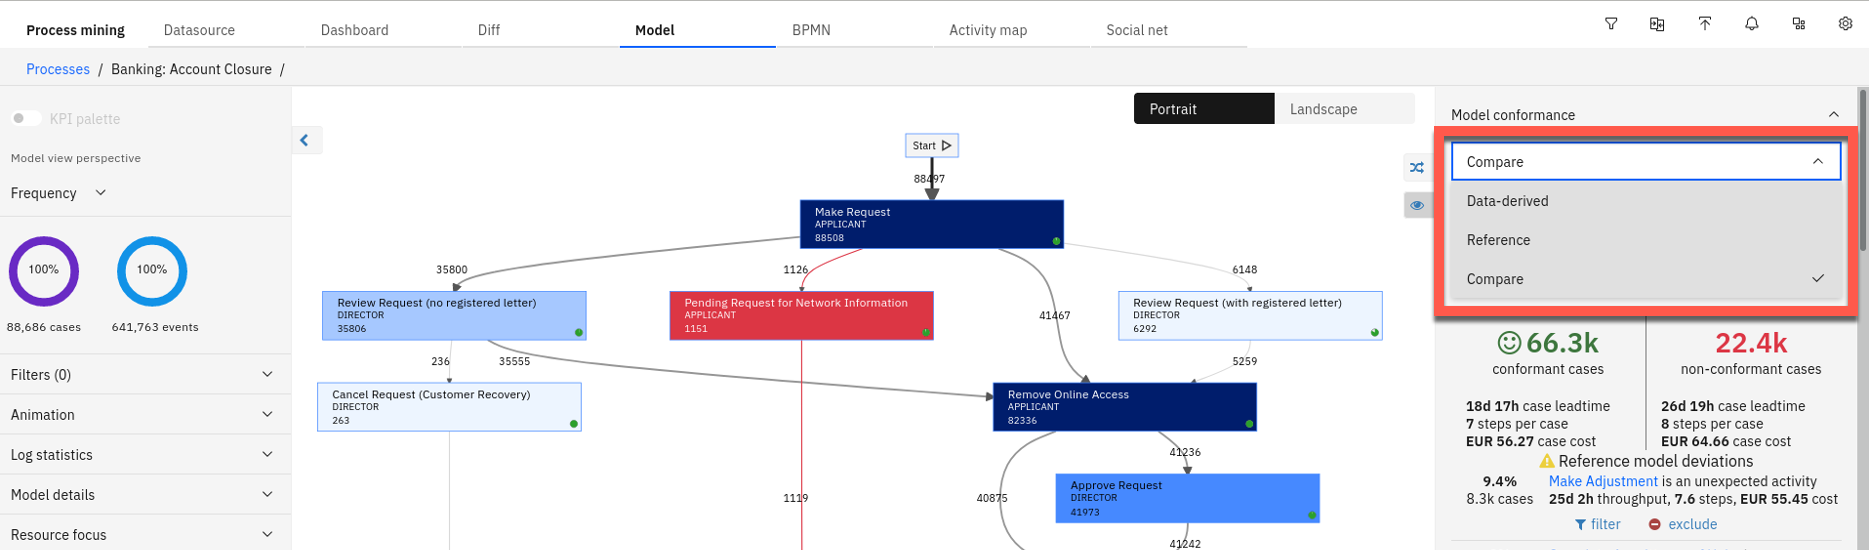 Process mining
Datasource
Dashboard
Diff
Model
BPMN
Activity map
Social net
Processes / Banking: Account Closure /
KPI palette
Model view perspective
Frequency
100%
100%
88,686 cases
641,763 events
Filters (0)
Animation
Log statistics
Model details
Resource focus
Portrait
Landscape
Start
88497
Make Request
APPLICANT
88508
35800
1126
41467
6148
Review Request (no registered letter)
DIRECTOR
35806
Pending Request for Network Information
APPLICANT
1151
Review Request (with registered letter)
DIRECTOR
6292
236
35555
5259
Cancel Request (Customer Recovery)
DIRECTOR
263
Remove Online Access
APPLICANT
82336
41236
Approve Request
DIRECTOR
41973
1119
40875
41242
Model conformance
Compare
Data-derived
Reference
Compare
66.3k
conformant cases
22.4k
non-conformant cases
18d 17h case leadtime
7 steps per case
EUR 56.27 case cost
26d 19h case leadtime
8 steps per case
EUR 64.66 case cost
Reference model deviations
9.4%
8.3k cases
Make Adjustment is an unexpected activity
25d 2h throughput, 7.6 steps, EUR 55.45 cost
filter
exclude